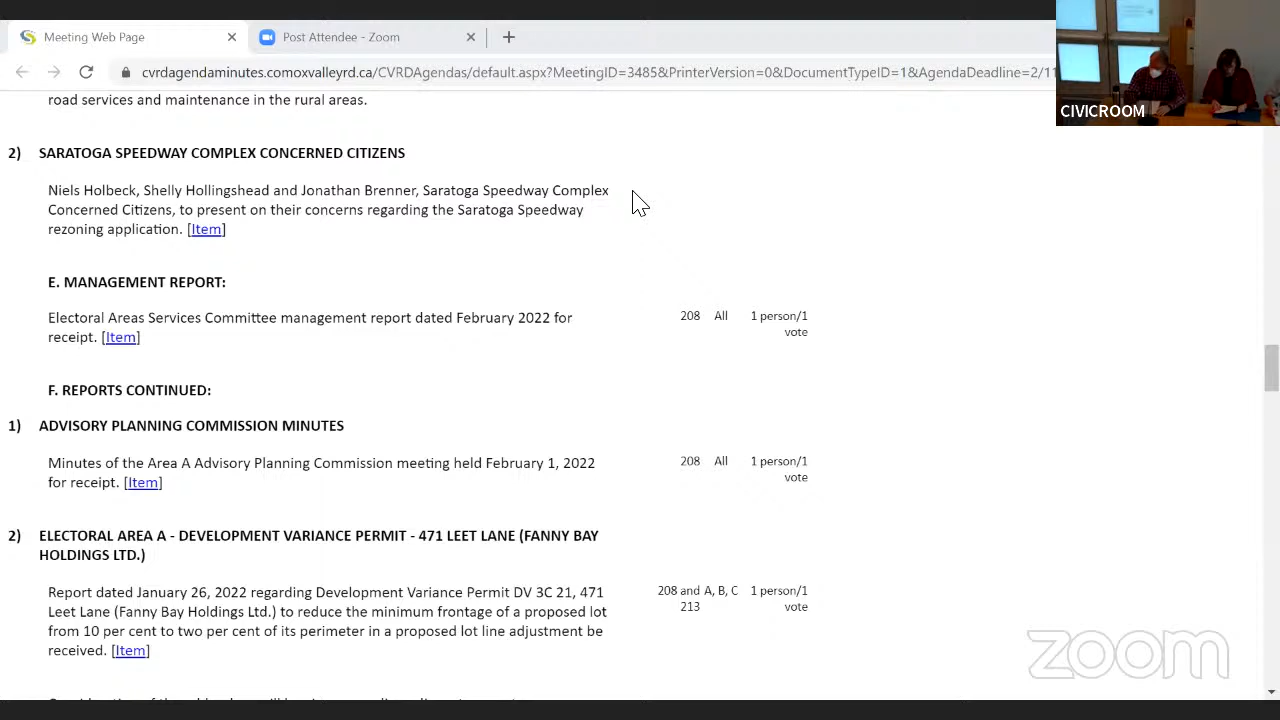 Meeting Web Page
Post Attendee - Zoom
cvrdagendaminutes.comoxvalleyrd.ca/CVRDAgendas/default.aspx?MeetingID=3485&PrinterVersion=0&DocumentTypeID=1&AgendaDeadline=2/11
CIVICROOM
road services and maintenance in the rural areas.
2) SARATOGA SPEEDWAY COMPLEX CONCERNED CITIZENS
Niels Holbeck, Shelly Hollingshead and Jonathan Brenner, Saratoga Speedway Complex
Concerned Citizens, to present on their concerns regarding the Saratoga Speedway
rezoning application. [Item]
E. MANAGEMENT REPORT:
Electoral Areas Services Committee management report dated February 2022 for 208 All 1 person/1
receipt. [Item] vote
F. REPORTS CONTINUED:
1) ADVISORY PLANNING COMMISSION MINUTES
Minutes of the Area A Advisory Planning Commission meeting held February 1, 2022 208 All 1 person/1
for receipt. [Item] vote
2) ELECTORAL AREA A - DEVELOPMENT VARIANCE PERMIT - 471 LEET LANE (FANNY BAY
HOLDINGS LTD.)
Report dated January 26, 2022 regarding Development Variance Permit DV 3C 21, 471 208 and A, B, C 1 person/1
Leet Lane (Fanny Bay Holdings Ltd.) to reduce the minimum frontage of a proposed lot 213 vote
from 10 per cent to two per cent of its perimeter in a proposed lot line adjustment be
received. [Item]
zoom